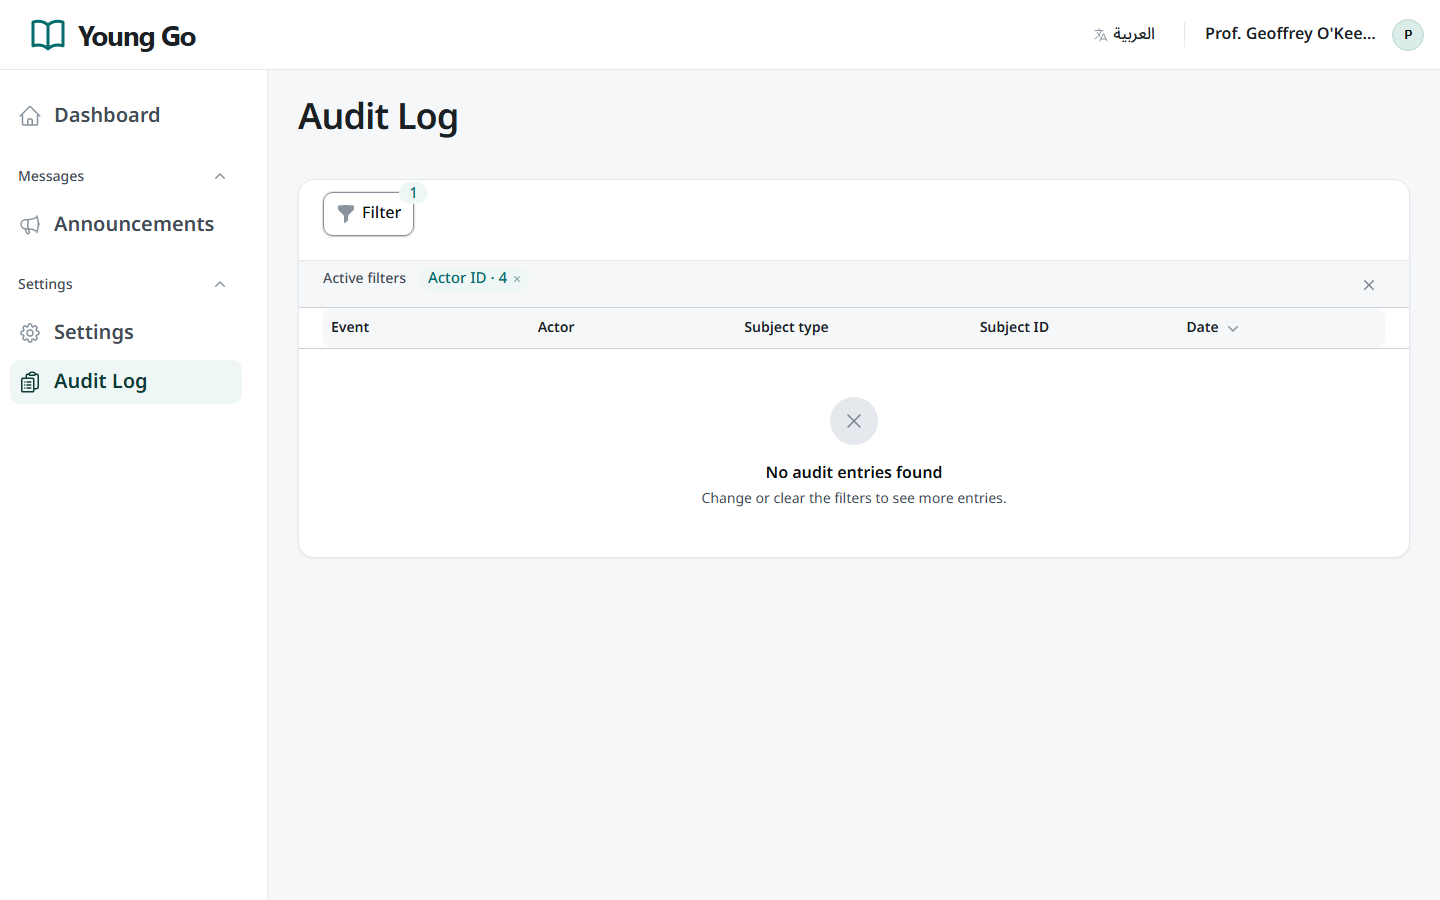 Young Go
العربية
Prof. Geoffrey O'Kee...
P
Dashboard
Messages
Announcements
Settings
Settings
Audit Log
Audit Log
Filter
1
Active filters
Actor ID · 4 ×
Event Actor Subject type Subject ID Date
No audit entries found
Change or clear the filters to see more entries.